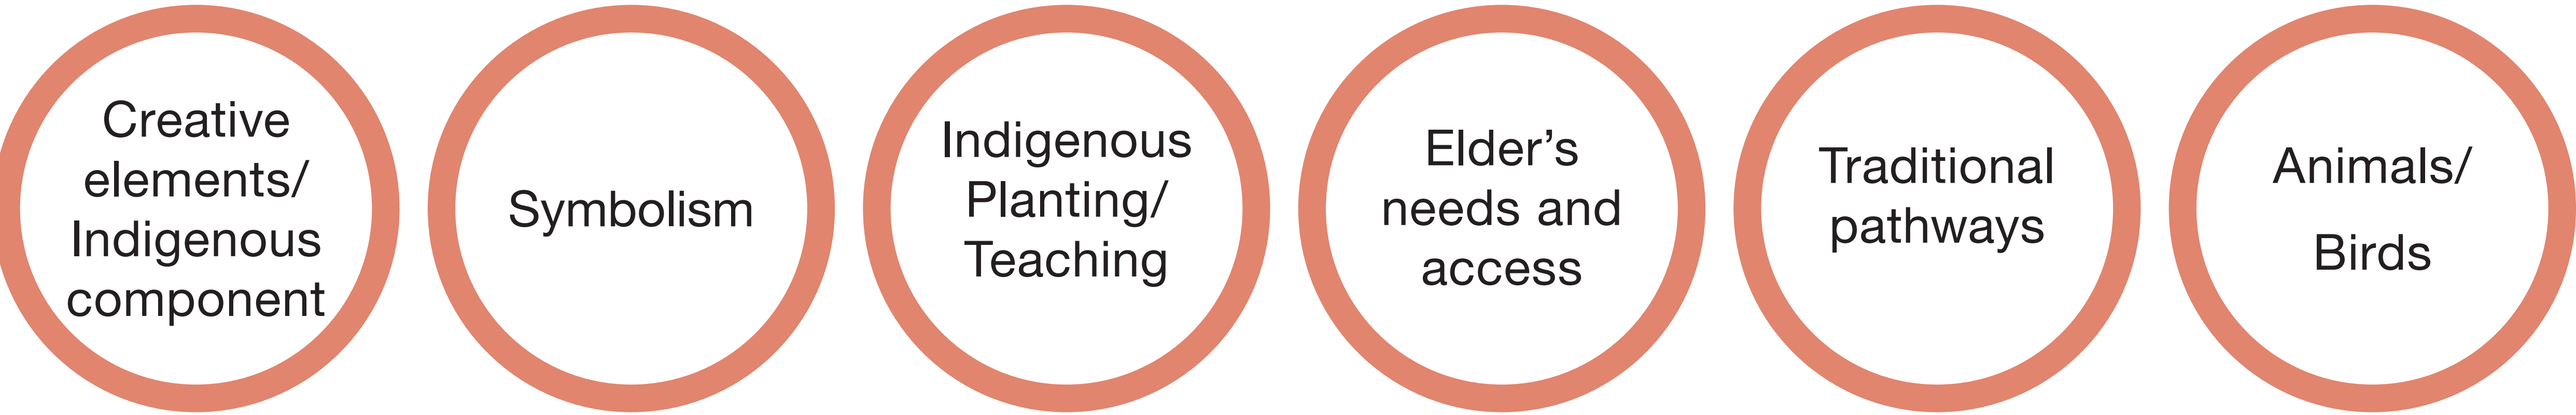 Creative
elements/
Indigenous
component
Symbolism
Indigenous
Planting/
Teaching
Elder’s
needs and
access
Traditional
pathways
Animals/
Birds